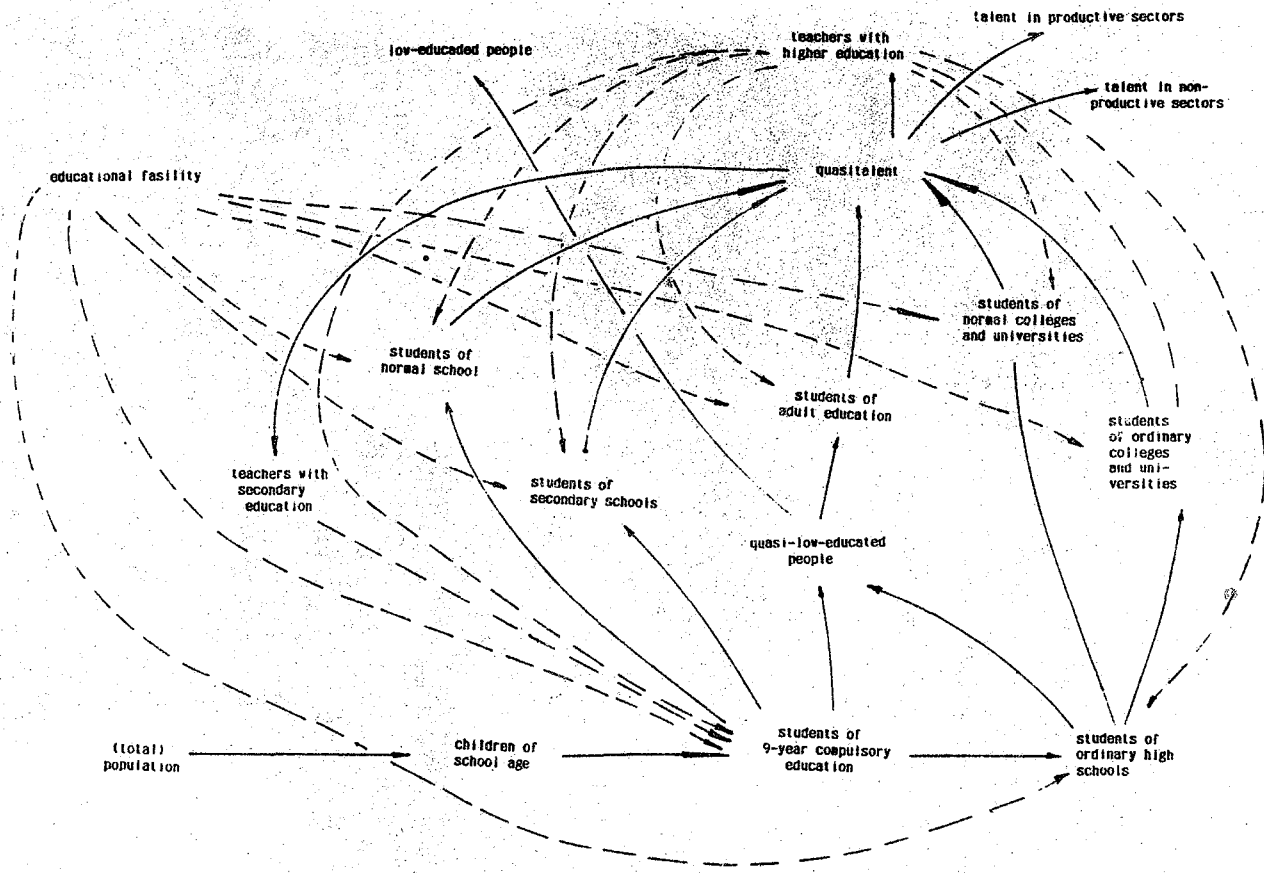 talent in productive sectors
teachers with
higher education
low-educaded people
talent in non-
productive sectors
quasitalent
educational fasility
students of
normal colleges
and universities
students of
normal school
students of
adult education
students
of ordinary
colleges
and uni-
versities
teachers with
secondary
education
students of
secondary schools
quasi-low-educated
people
(total)
population
children of
school age
students of
9-year compulsory
education
students of
ordinary high
schools